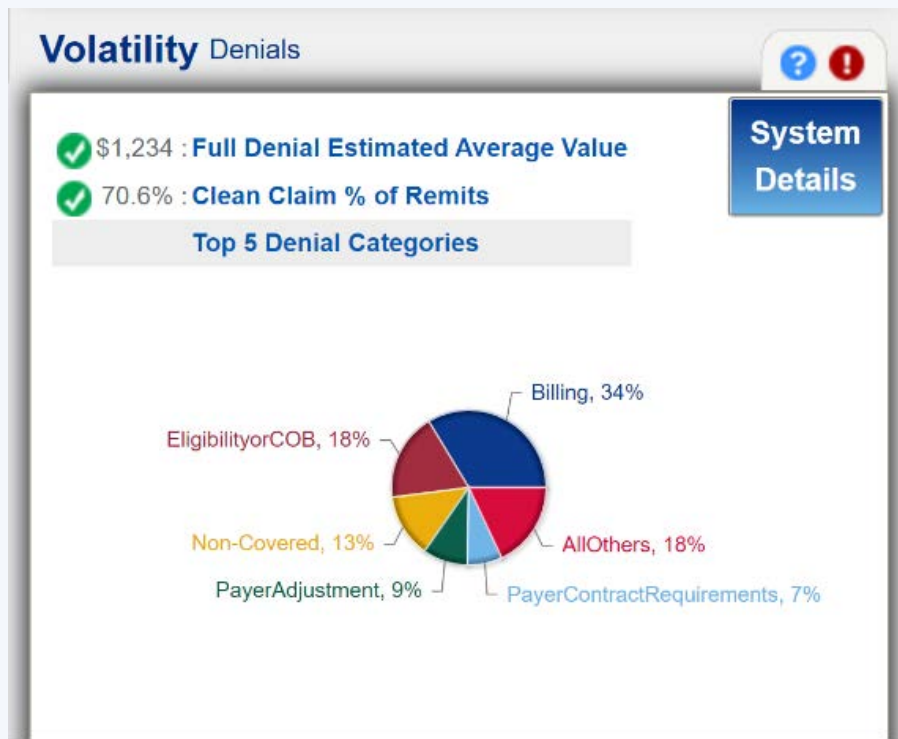 Volatility Denials
? !
$1,234 : Full Denial Estimated Average Value
70.6% : Clean Claim % of Remits
System
Details
Top 5 Denial Categories
Billing, 34%
EligibilityorCOB, 18%
Non-Covered, 13%
AllOthers, 18%
PayerAdjustment, 9%
PayerContractRequirements, 7%